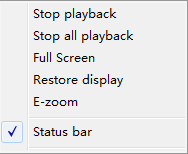 Stop playback
Stop all playback
Full Screen
Restore display
E-zoom
Status bar